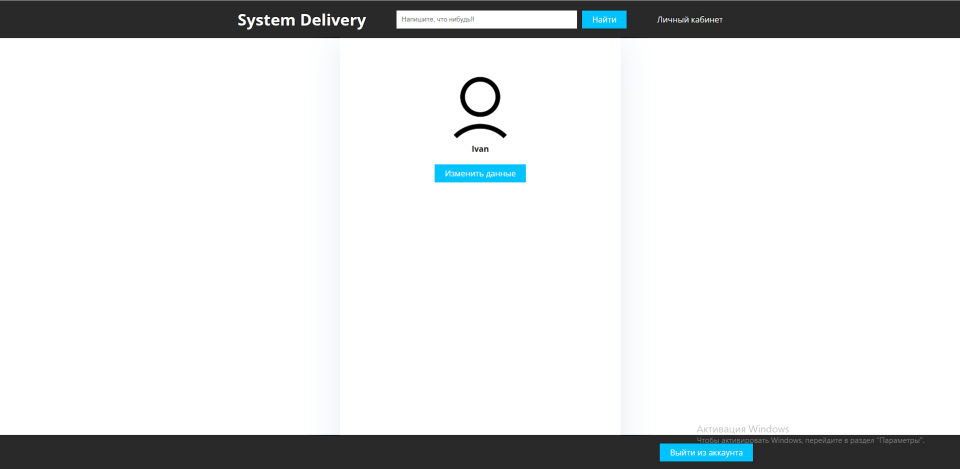 System Delivery
Напишите, что нибудь!!
Найти
Личный кабинет
Ivan
Изменить данные
Активация Windows
Чтобы активировать Windows, перейдите в раздел "Параметры".
Выйти из аккаунта